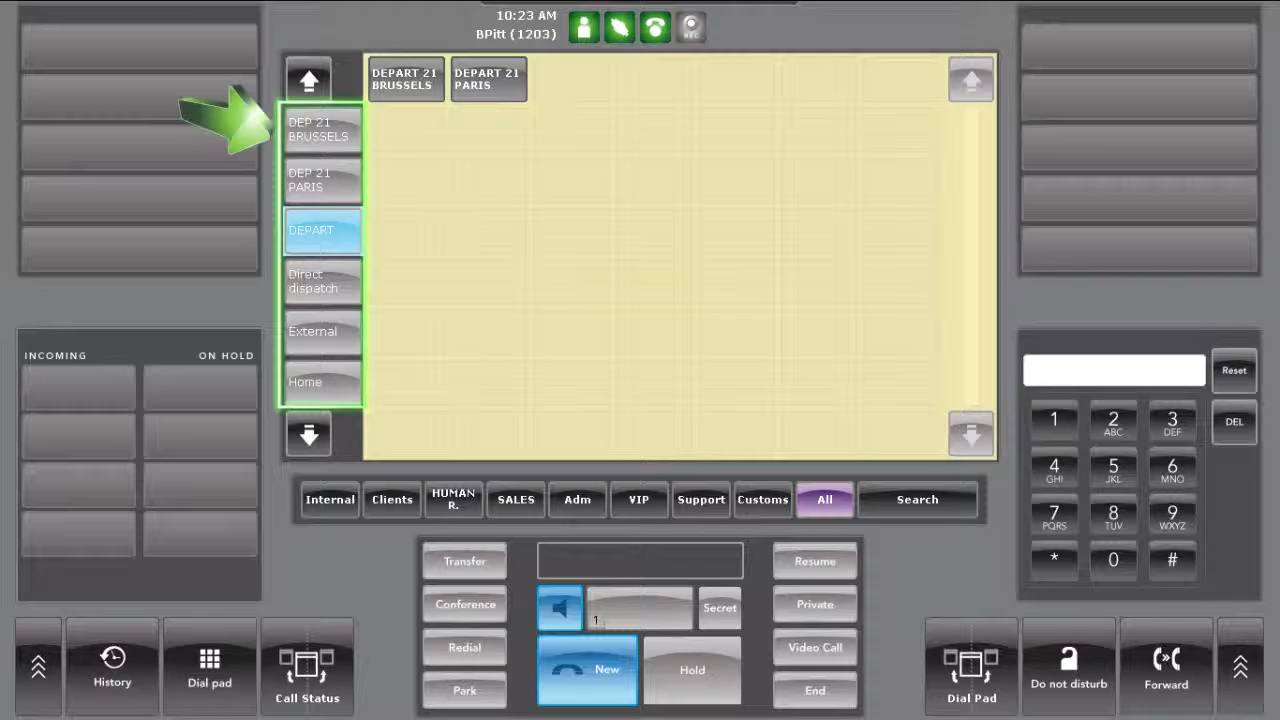 10:23 AM
BPitt (1203)
REC
DEPART 21
BRUSSELS
DEPART 21
PARIS
DEP 21
BRUSSELS
DEP 21
PARIS
DEPART
Direct
dispatch
External
Home
INCOMING ON HOLD
Internal Clients HUMAN
R. SALES Adm VIP Support Customs All Search
Reset
DEL
1 2 3
ABC DEF
4 5 6
GHI JKL MNO
7 8 9
PQRS TUV WXYZ
* 0 #
Transfer
Conference
Redial
Park
1
Secret
New
Hold
Resume
Private
Video Call
End
History
Dial pad
Call Status
Dial Pad
Do not disturb
Forward